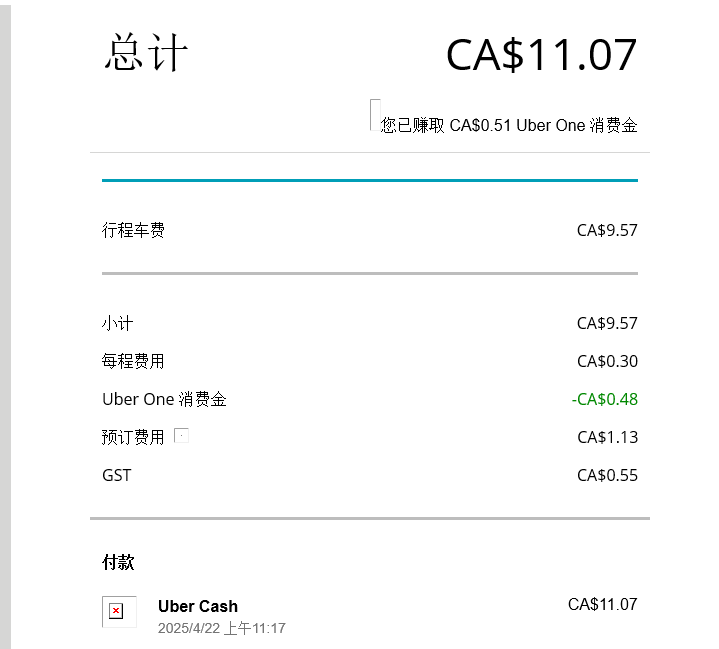 总计 CA$11.07
您已赚取 CA$0.51 Uber One 消费金
行程车费 CA$9.57
小计 CA$9.57
每程费用 CA$0.30
Uber One 消费金 -CA$0.48
预订费用 CA$1.13
GST CA$0.55
付款
Uber Cash CA$11.07
2025/4/22 上午11:17